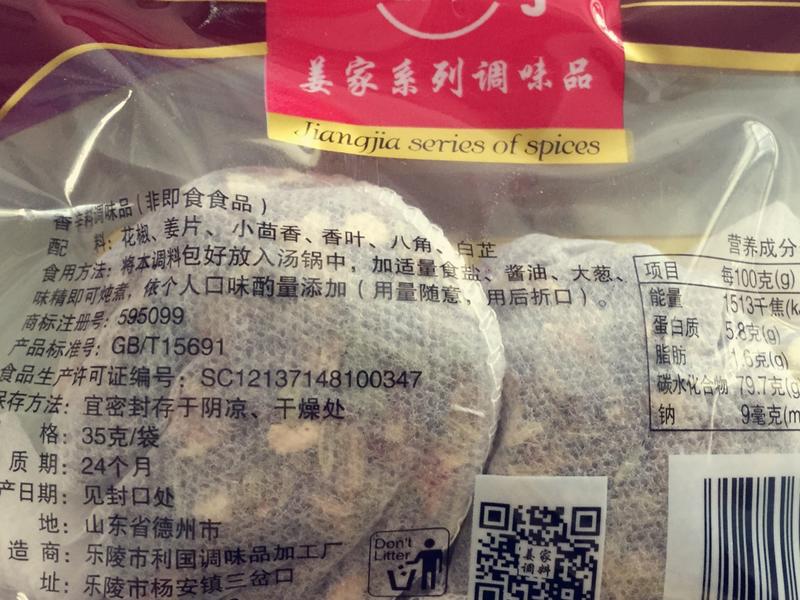 姜家系列调味品
Jiangjia series of spices
香辛料调味品(非即食食品)
配 料:花椒、姜片、小茴香、香叶、八角、白芷
食用方法:将本调料包好放入汤锅中,加适量食盐、酱油、大葱、
味精即可炖煮,依个人口味酌量添加(用量随意,用后折口)。
商标注册号:595099
产品标准号:GB/T15691
食品生产许可证编号:SC12137148100347
保存方法:宜密封存于阴凉、干燥处
格:35克/袋
质期:24个月
产日期:见封口处
地:山东省德州市
造商:乐陵市利国调味品加工厂
址:乐陵市杨安镇三岔口
营养成分
项目 每100克(g)
能量 1513千焦(k
蛋白质 5.8克(g)
脂肪 1.6克(g)
碳水化合物 79.7克(g)
钠 9毫克(m
Don't
Litter
姜家
调料